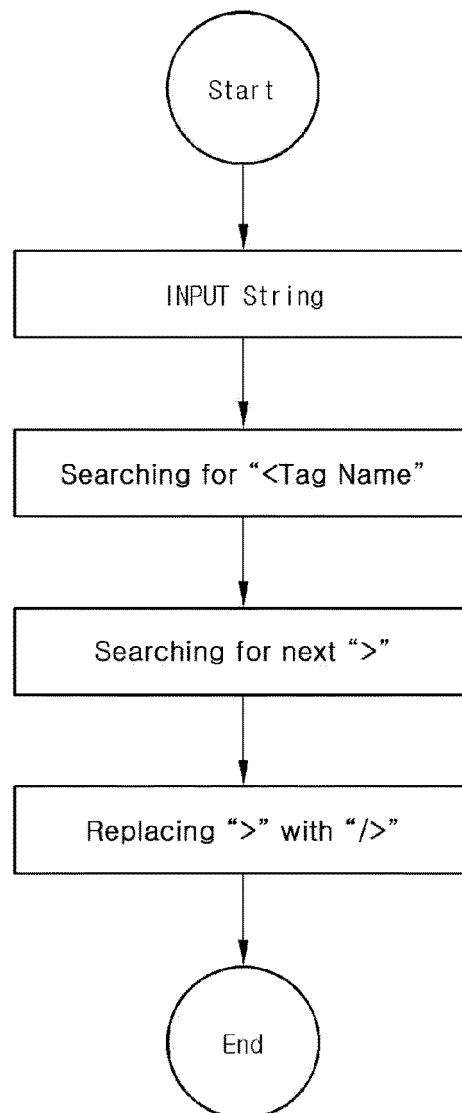 Start
INPUT String
Searching for “<Tag Name”
Searching for next “>”
Replacing “>” with “/>”
End